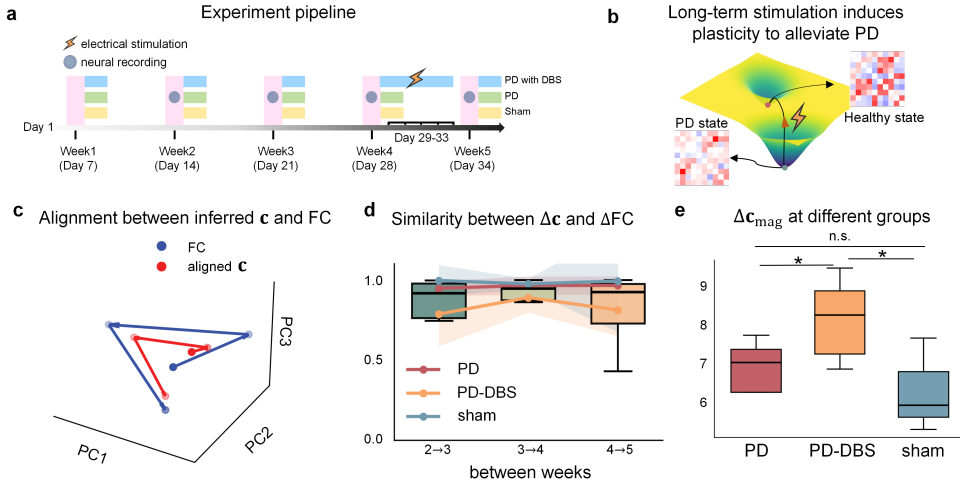 a
Experiment pipeline
electrical stimulation
neural recording
PD with DBS
PD
Sham
Day 1
Day 29-33
Week1
(Day 7)
Week2
(Day 14)
Week3
(Day 21)
Week4
(Day 28)
Week5
(Day 34)
b
Long-term stimulation induces
plasticity to alleviate PD
PD state
Healthy state
c
Alignment between inferred c and FC
FC
aligned c
PC1
PC2
PC3
d
Similarity between Δc and ΔFC
1.0
0.5
0.0
PD
PD-DBS
sham
2→3
3→4
4→5
between weeks
e
Δc_mag at different groups
n.s.
*
*
9
8
7
6
PD
PD-DBS
sham